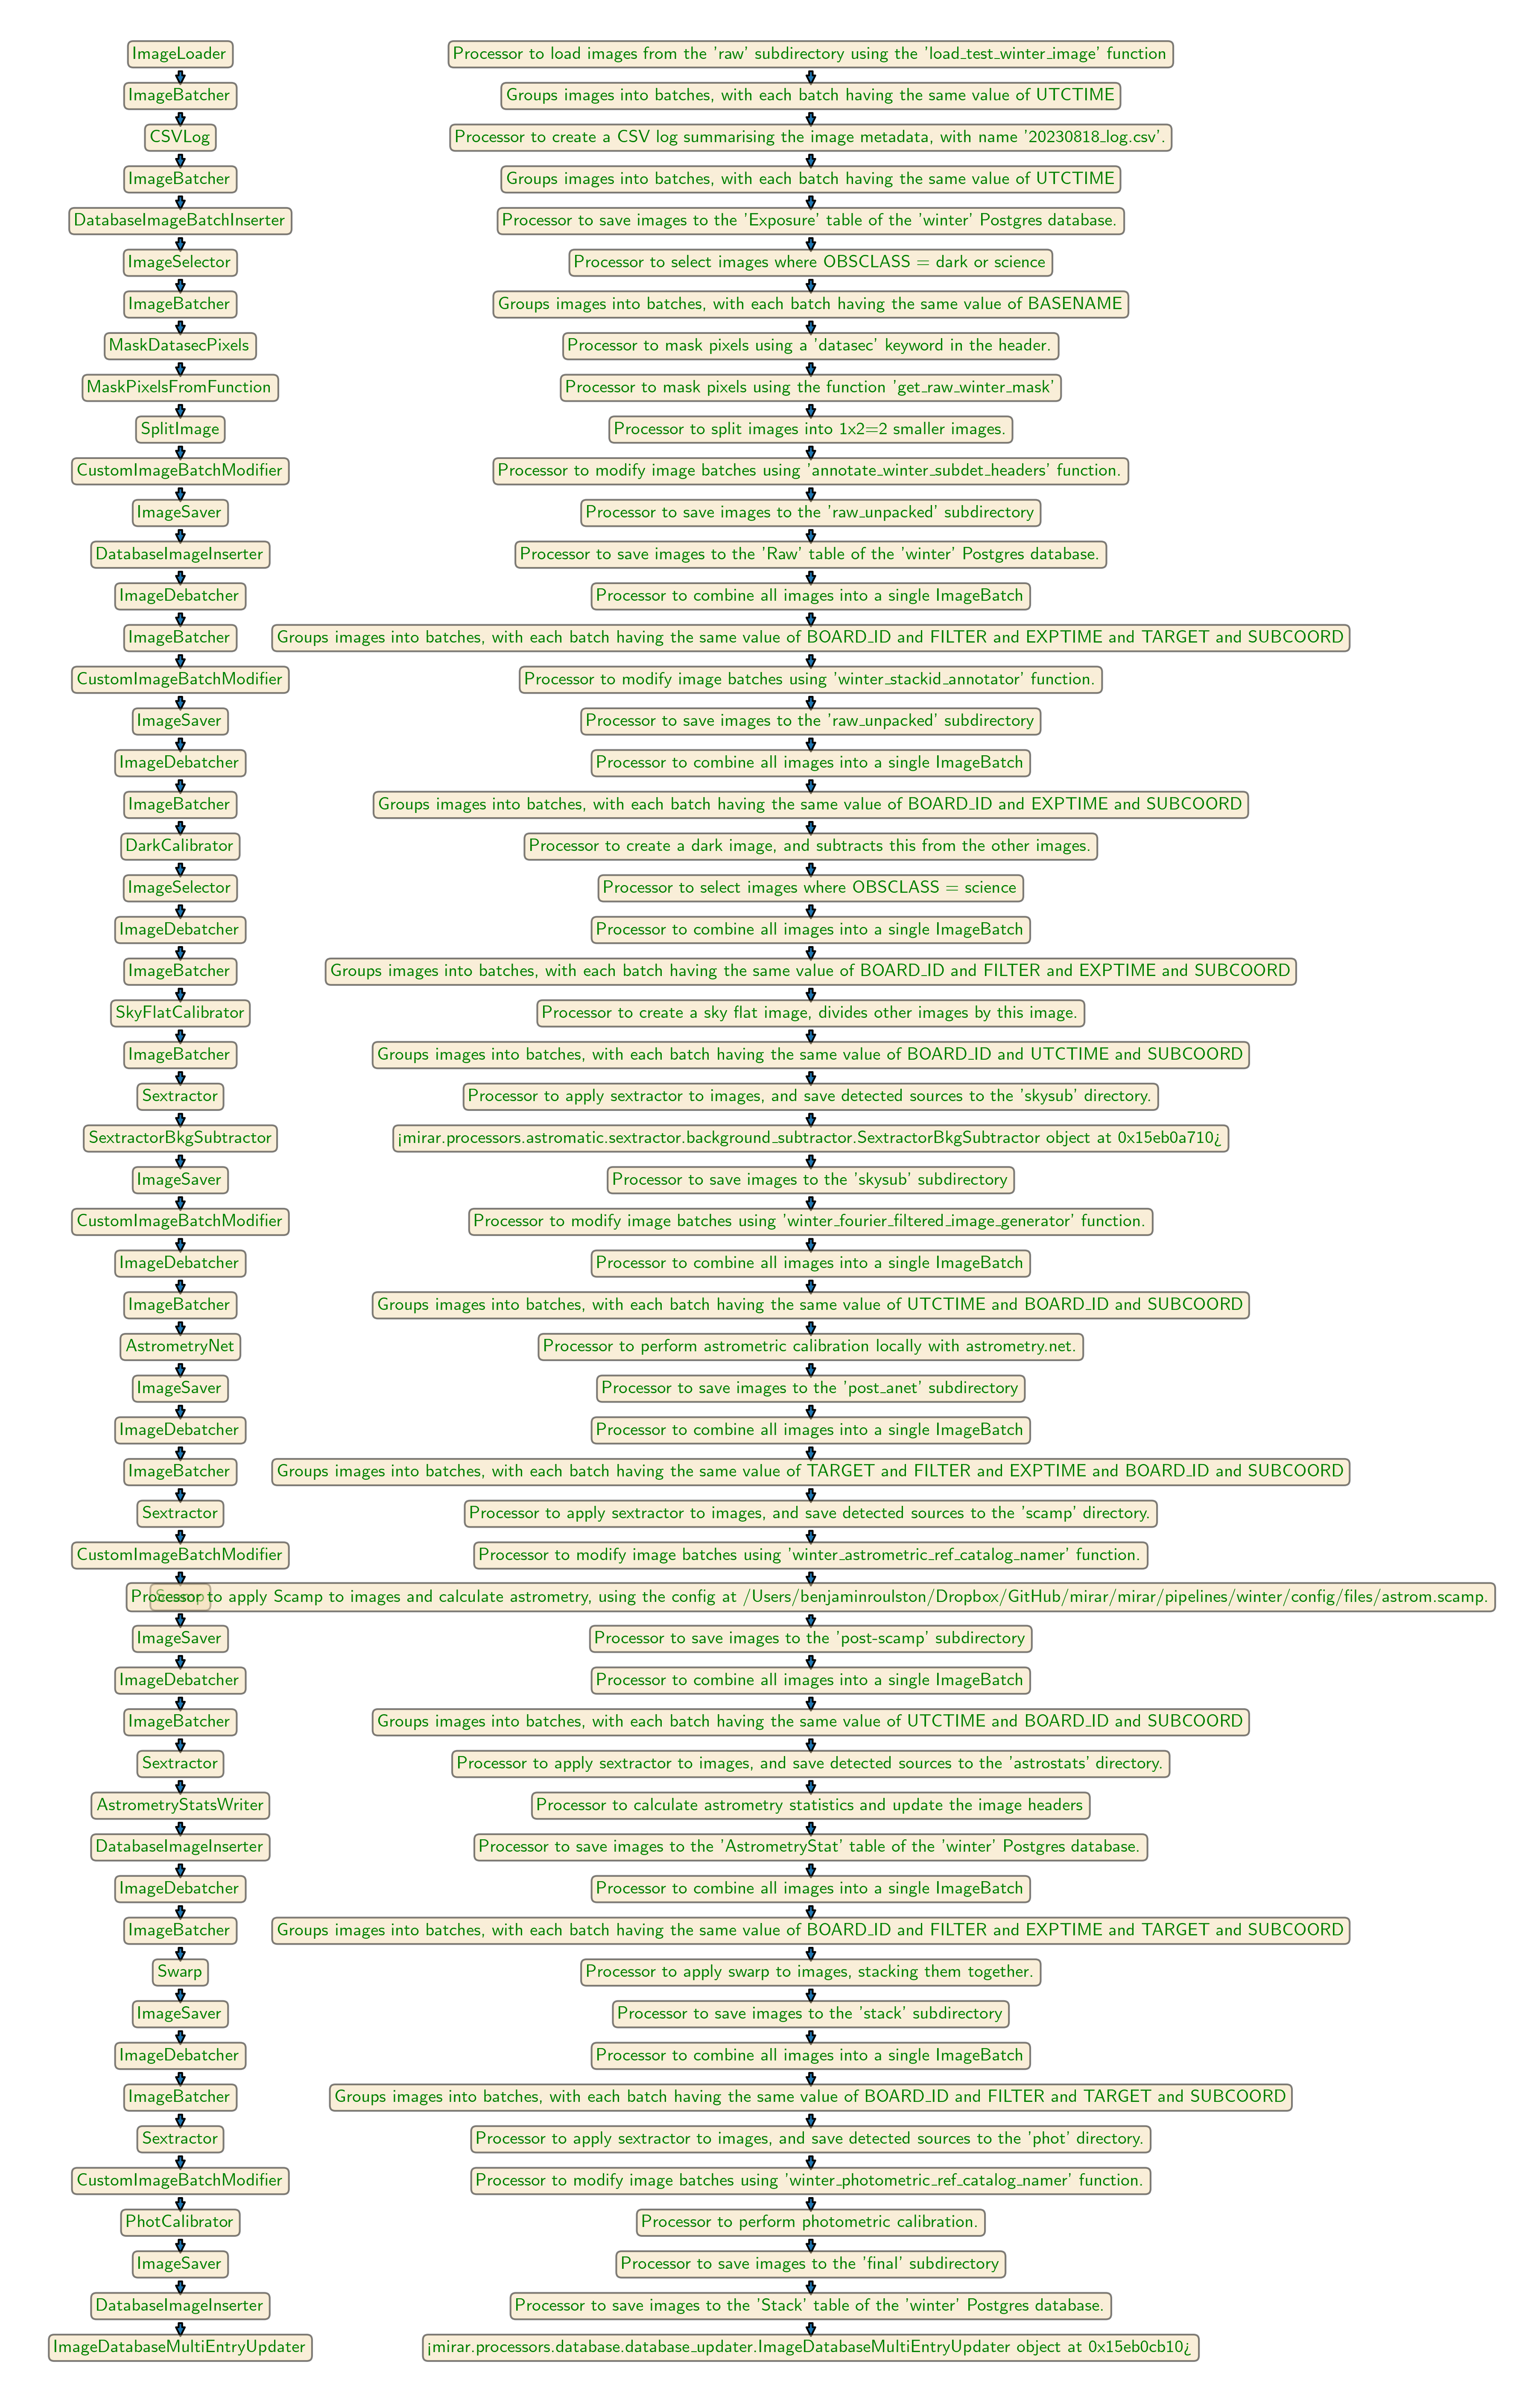 ImageLoader Processor to load images from the 'raw' subdirectory using the 'load_test_winter_image' function
ImageBatcher Groups images into batches, with each batch having the same value of UTCTIME
CSVLog Processor to create a CSV log summarising the image metadata, with name '20230818_log.csv'.
ImageBatcher Groups images into batches, with each batch having the same value of UTCTIME
DatabaseImageBatchInserter Processor to save images to the 'Exposure' table of the 'winter' Postgres database.
ImageSelector Processor to select images where OBSCLASS = dark or science
ImageBatcher Groups images into batches, with each batch having the same value of BASENAME
MaskDatasecPixels Processor to mask pixels using a 'datasec' keyword in the header.
MaskPixelsFromFunction Processor to mask pixels using the function 'get_raw_winter_mask'
SplitImage Processor to split images into 1x2=2 smaller images.
CustomImageBatchModifier Processor to modify image batches using 'annotate_winter_subdet_headers' function.
ImageSaver Processor to save images to the 'raw_unpacked' subdirectory
DatabaseImageInserter Processor to save images to the 'Raw' table of the 'winter' Postgres database.
ImageDebatcher Processor to combine all images into a single ImageBatch
ImageBatcher Groups images into batches, with each batch having the same value of BOARD_ID and FILTER and EXPTIME and TARGET and SUBCOORD
CustomImageBatchModifier Processor to modify image batches using 'winter_stackid_annotator' function.
ImageSaver Processor to save images to the 'raw_unpacked' subdirectory
ImageDebatcher Processor to combine all images into a single ImageBatch
ImageBatcher Groups images into batches, with each batch having the same value of BOARD_ID and EXPTIME and SUBCOORD
DarkCalibrator Processor to create a dark image, and subtracts this from the other images.
ImageSelector Processor to select images where OBSCLASS = science
ImageDebatcher Processor to combine all images into a single ImageBatch
ImageBatcher Groups images into batches, with each batch having the same value of BOARD_ID and FILTER and EXPTIME and SUBCOORD
SkyFlatCalibrator Processor to create a sky flat image, divides other images by this image.
ImageBatcher Groups images into batches, with each batch having the same value of BOARD_ID and UTCTIME and SUBCOORD
Sextractor Processor to apply sextractor to images, and save detected sources to the 'skysub' directory.
SextractorBkgSubtractor ¡mirar.processors.astromatic.sextractor.background_subtractor.SextractorBkgSubtractor object at 0x15eb0a710¿
ImageSaver Processor to save images to the 'skysub' subdirectory
CustomImageBatchModifier Processor to modify image batches using 'winter_fourier_filtered_image_generator' function.
ImageDebatcher Processor to combine all images into a single ImageBatch
ImageBatcher Groups images into batches, with each batch having the same value of UTCTIME and BOARD_ID and SUBCOORD
AstrometryNet Processor to perform astrometric calibration locally with astrometry.net.
ImageSaver Processor to save images to the 'post_anet' subdirectory
ImageDebatcher Processor to combine all images into a single ImageBatch
ImageBatcher Groups images into batches, with each batch having the same value of TARGET and FILTER and EXPTIME and BOARD_ID and SUBCOORD
Sextractor Processor to apply sextractor to images, and save detected sources to the 'scamp' directory.
CustomImageBatchModifier Processor to modify image batches using 'winter_astrometric_ref_catalog_namer' function.
Processor to apply Scamp to images and calculate astrometry, using the config at /Users/benjaminroulston/Dropbox/GitHub/mirar/mirar/pipelines/winter/config/files/astrom.scamp.
ImageSaver Processor to save images to the 'post-scamp' subdirectory
ImageDebatcher Processor to combine all images into a single ImageBatch
ImageBatcher Groups images into batches, with each batch having the same value of UTCTIME and BOARD_ID and SUBCOORD
Sextractor Processor to apply sextractor to images, and save detected sources to the 'astrostats' directory.
AstrometryStatsWriter Processor to calculate astrometry statistics and update the image headers
DatabaseImageInserter Processor to save images to the 'AstrometryStat' table of the 'winter' Postgres database.
ImageDebatcher Processor to combine all images into a single ImageBatch
ImageBatcher Groups images into batches, with each batch having the same value of BOARD_ID and FILTER and EXPTIME and TARGET and SUBCOORD
Swarp Processor to apply swarp to images, stacking them together.
ImageSaver Processor to save images to the 'stack' subdirectory
ImageDebatcher Processor to combine all images into a single ImageBatch
ImageBatcher Groups images into batches, with each batch having the same value of BOARD_ID and FILTER and TARGET and SUBCOORD
Sextractor Processor to apply sextractor to images, and save detected sources to the 'phot' directory.
CustomImageBatchModifier Processor to modify image batches using 'winter_photometric_ref_catalog_namer' function.
PhotCalibrator Processor to perform photometric calibration.
ImageSaver Processor to save images to the 'final' subdirectory
DatabaseImageInserter Processor to save images to the 'Stack' table of the 'winter' Postgres database.
ImageDatabaseMultiEntryUpdater ¡mirar.processors.database.database_updater.ImageDatabaseMultiEntryUpdater object at 0x15eb0cb10¿